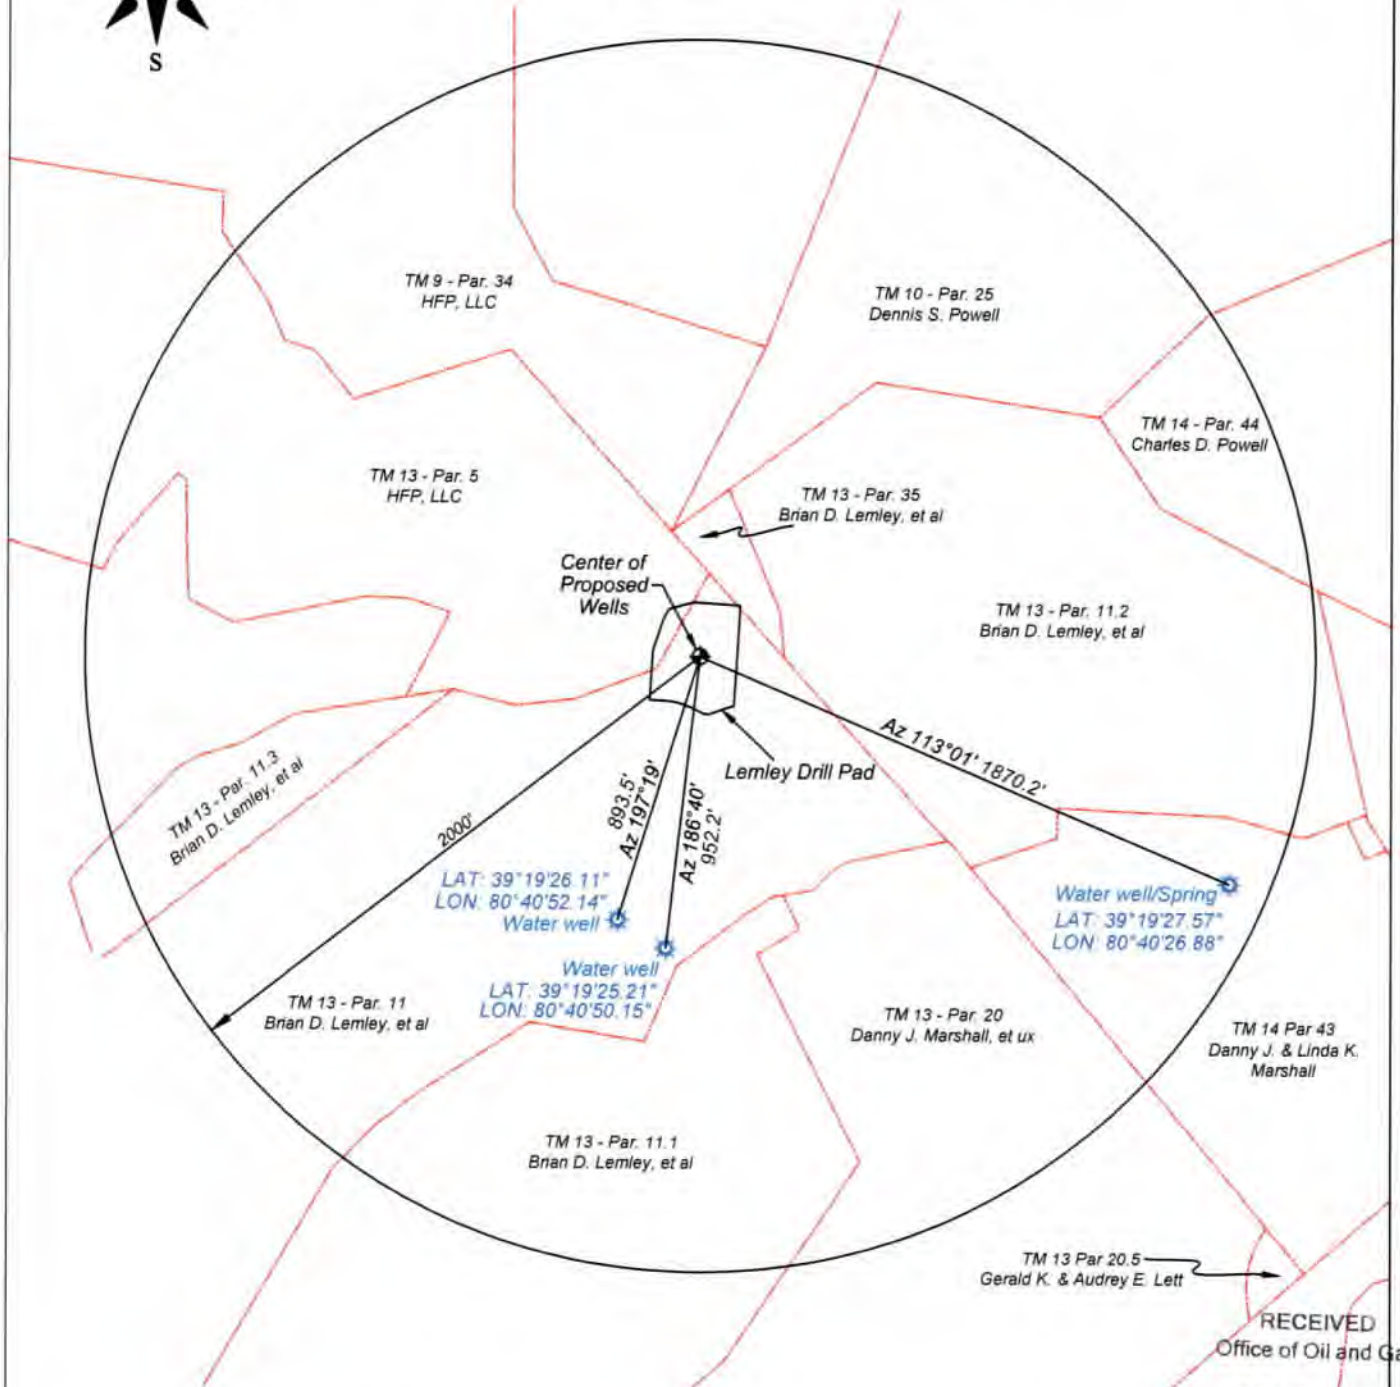 S
TM 9 - Par. 34
HFP, LLC
TM 10 - Par. 25
Dennis S. Powell
TM 14 - Par. 44
Charles D. Powell
TM 13 - Par. 5
HFP, LLC
TM 13 - Par. 35
Brian D. Lemley, et al
Center of
Proposed
Wells
TM 13 - Par. 11.2
Brian D. Lemley, et al
Az 113°01' 1870.2'
Lemley Drill Pad
TM 13 - Par. 11.3
Brian D. Lemley, et al
2000'
893.5'
Az 197°19'
Az 186°40'
952.2'
LAT: 39°19'26.11"
LON: 80°40'52.14"
Water well
Water well/Spring
LAT: 39°19'27.57"
LON: 80°40'26.88"
Water well
LAT: 39°19'25.21"
LON: 80°40'50.15"
TM 13 - Par. 11
Brian D. Lemley, et al
TM 13 - Par. 20
Danny J. Marshall, et ux
TM 14 Par 43
Danny J. & Linda K.
Marshall
TM 13 - Par. 11.1
Brian D. Lemley, et al
TM 13 Par 20.5
Gerald K. & Audrey E. Lett
RECEIVED
Office of Oil and Ga